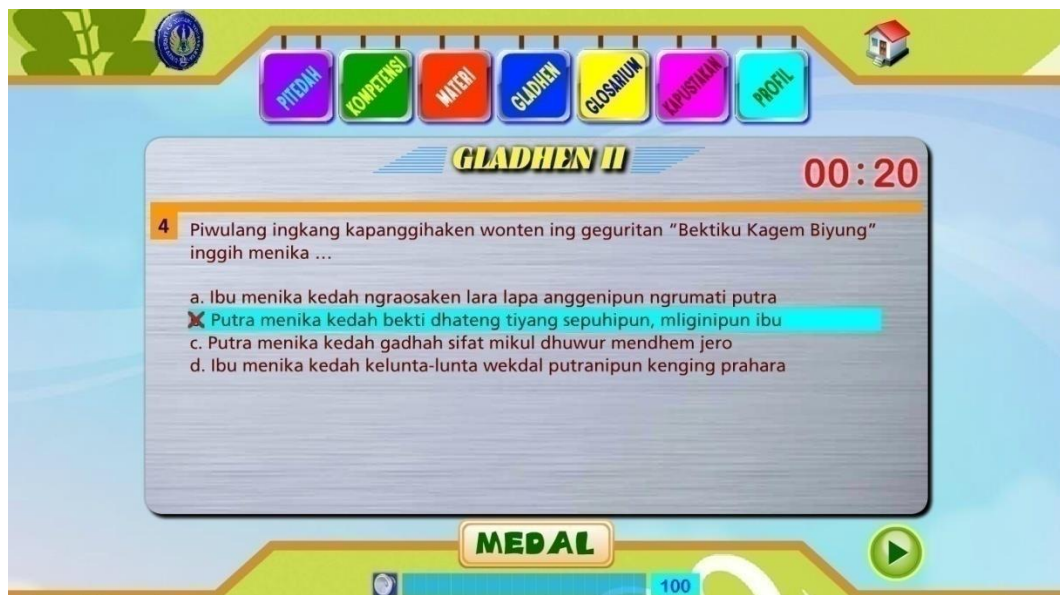 PITEDAH
KOMPETENSI
MATERI
GLADHEN
GLOSARIUM
KAPUSTAKAN
PROFIL
GLADHEN II
00:20
4
Piwulang ingkang kapanggihaken wonten ing geguritan "Bektiku Kagem Biyung"
inggih menika ...
a. Ibu menika kedah ngraosaken lara lapa anggenipun ngrumati putra
Putra menika kedah bekti dhateng tiyang sepuhipun, mliginipun ibu
c. Putra menika kedah gadhah sifat mikul dhuwur mendhem jero
d. Ibu menika kedah kelunta-lunta wekdal putranipun kenging prahara
MEDAL
100